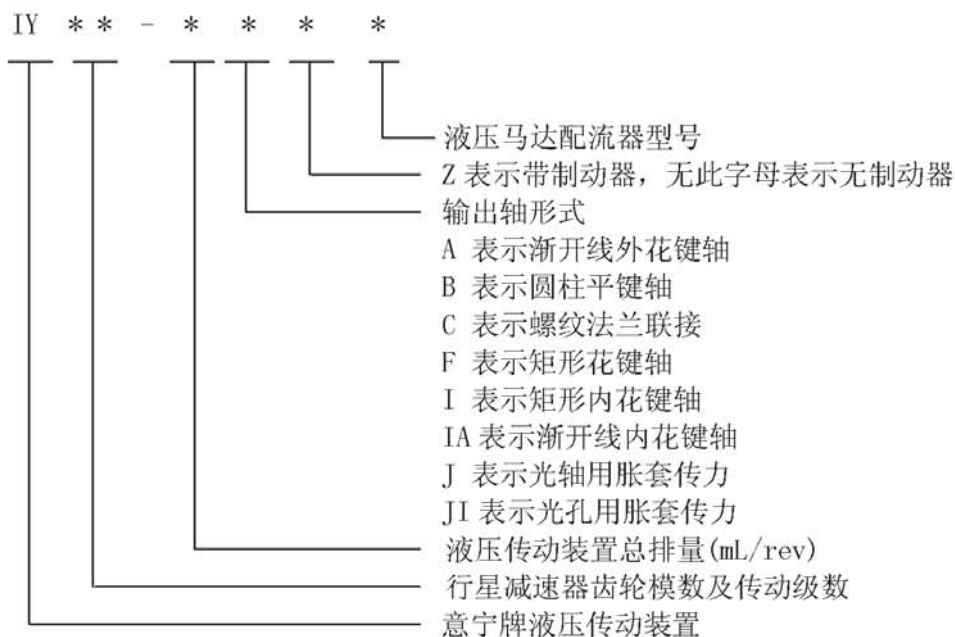 IY ** - * * * *
液压马达配流器型号
Z 表示带制动器，无此字母表示无制动器
输出轴形式
A 表示渐开线外花键轴
B 表示圆柱平键轴
C 表示螺纹法兰联接
F 表示矩形花键轴
I 表示矩形内花键轴
IA 表示渐开线内花键轴
J 表示光轴用胀套传力
JI 表示光孔用胀套传力
液压传动装置总排量(mL/rev)
行星减速器齿轮模数及传动级数
意宁牌液压传动装置